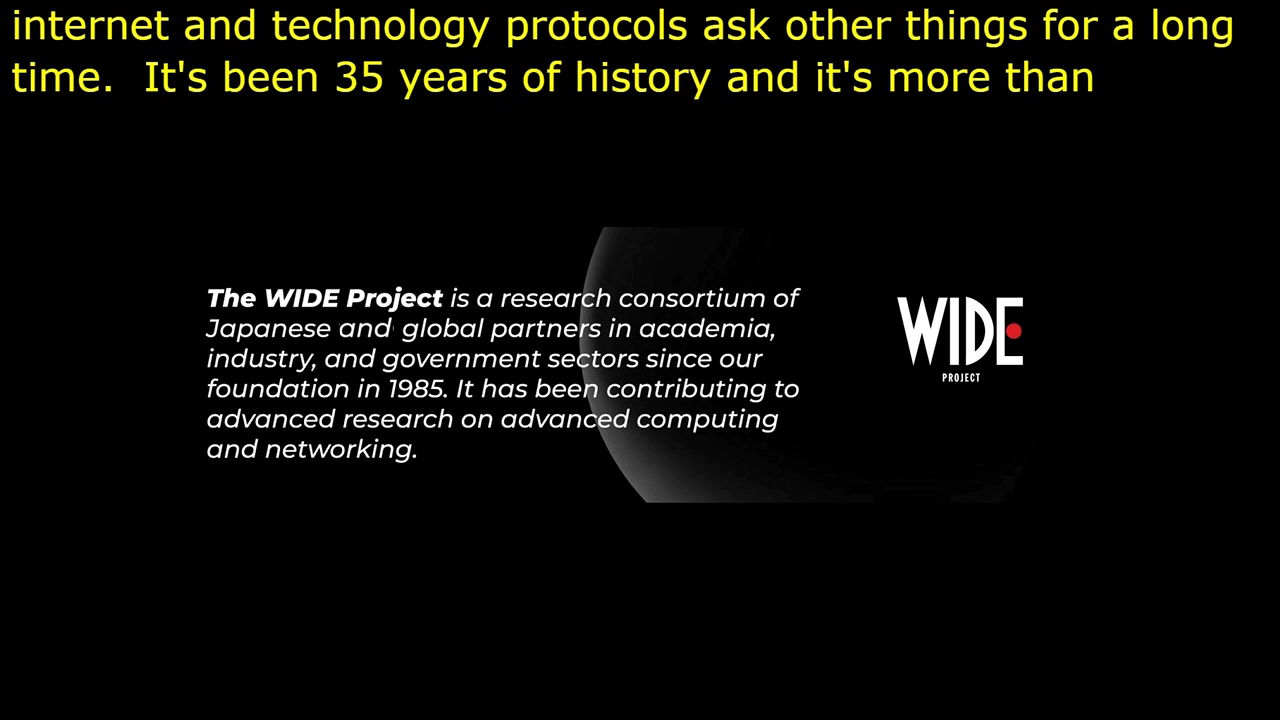 internet and technology protocols ask other things for a long
time.  It's been 35 years of history and it's more than
The WIDE Project is a research consortium of
Japanese and global partners in academia,
industry, and government sectors since our
foundation in 1985. It has been contributing to
advanced research on advanced computing
and networking.
WIDE
PROJECT